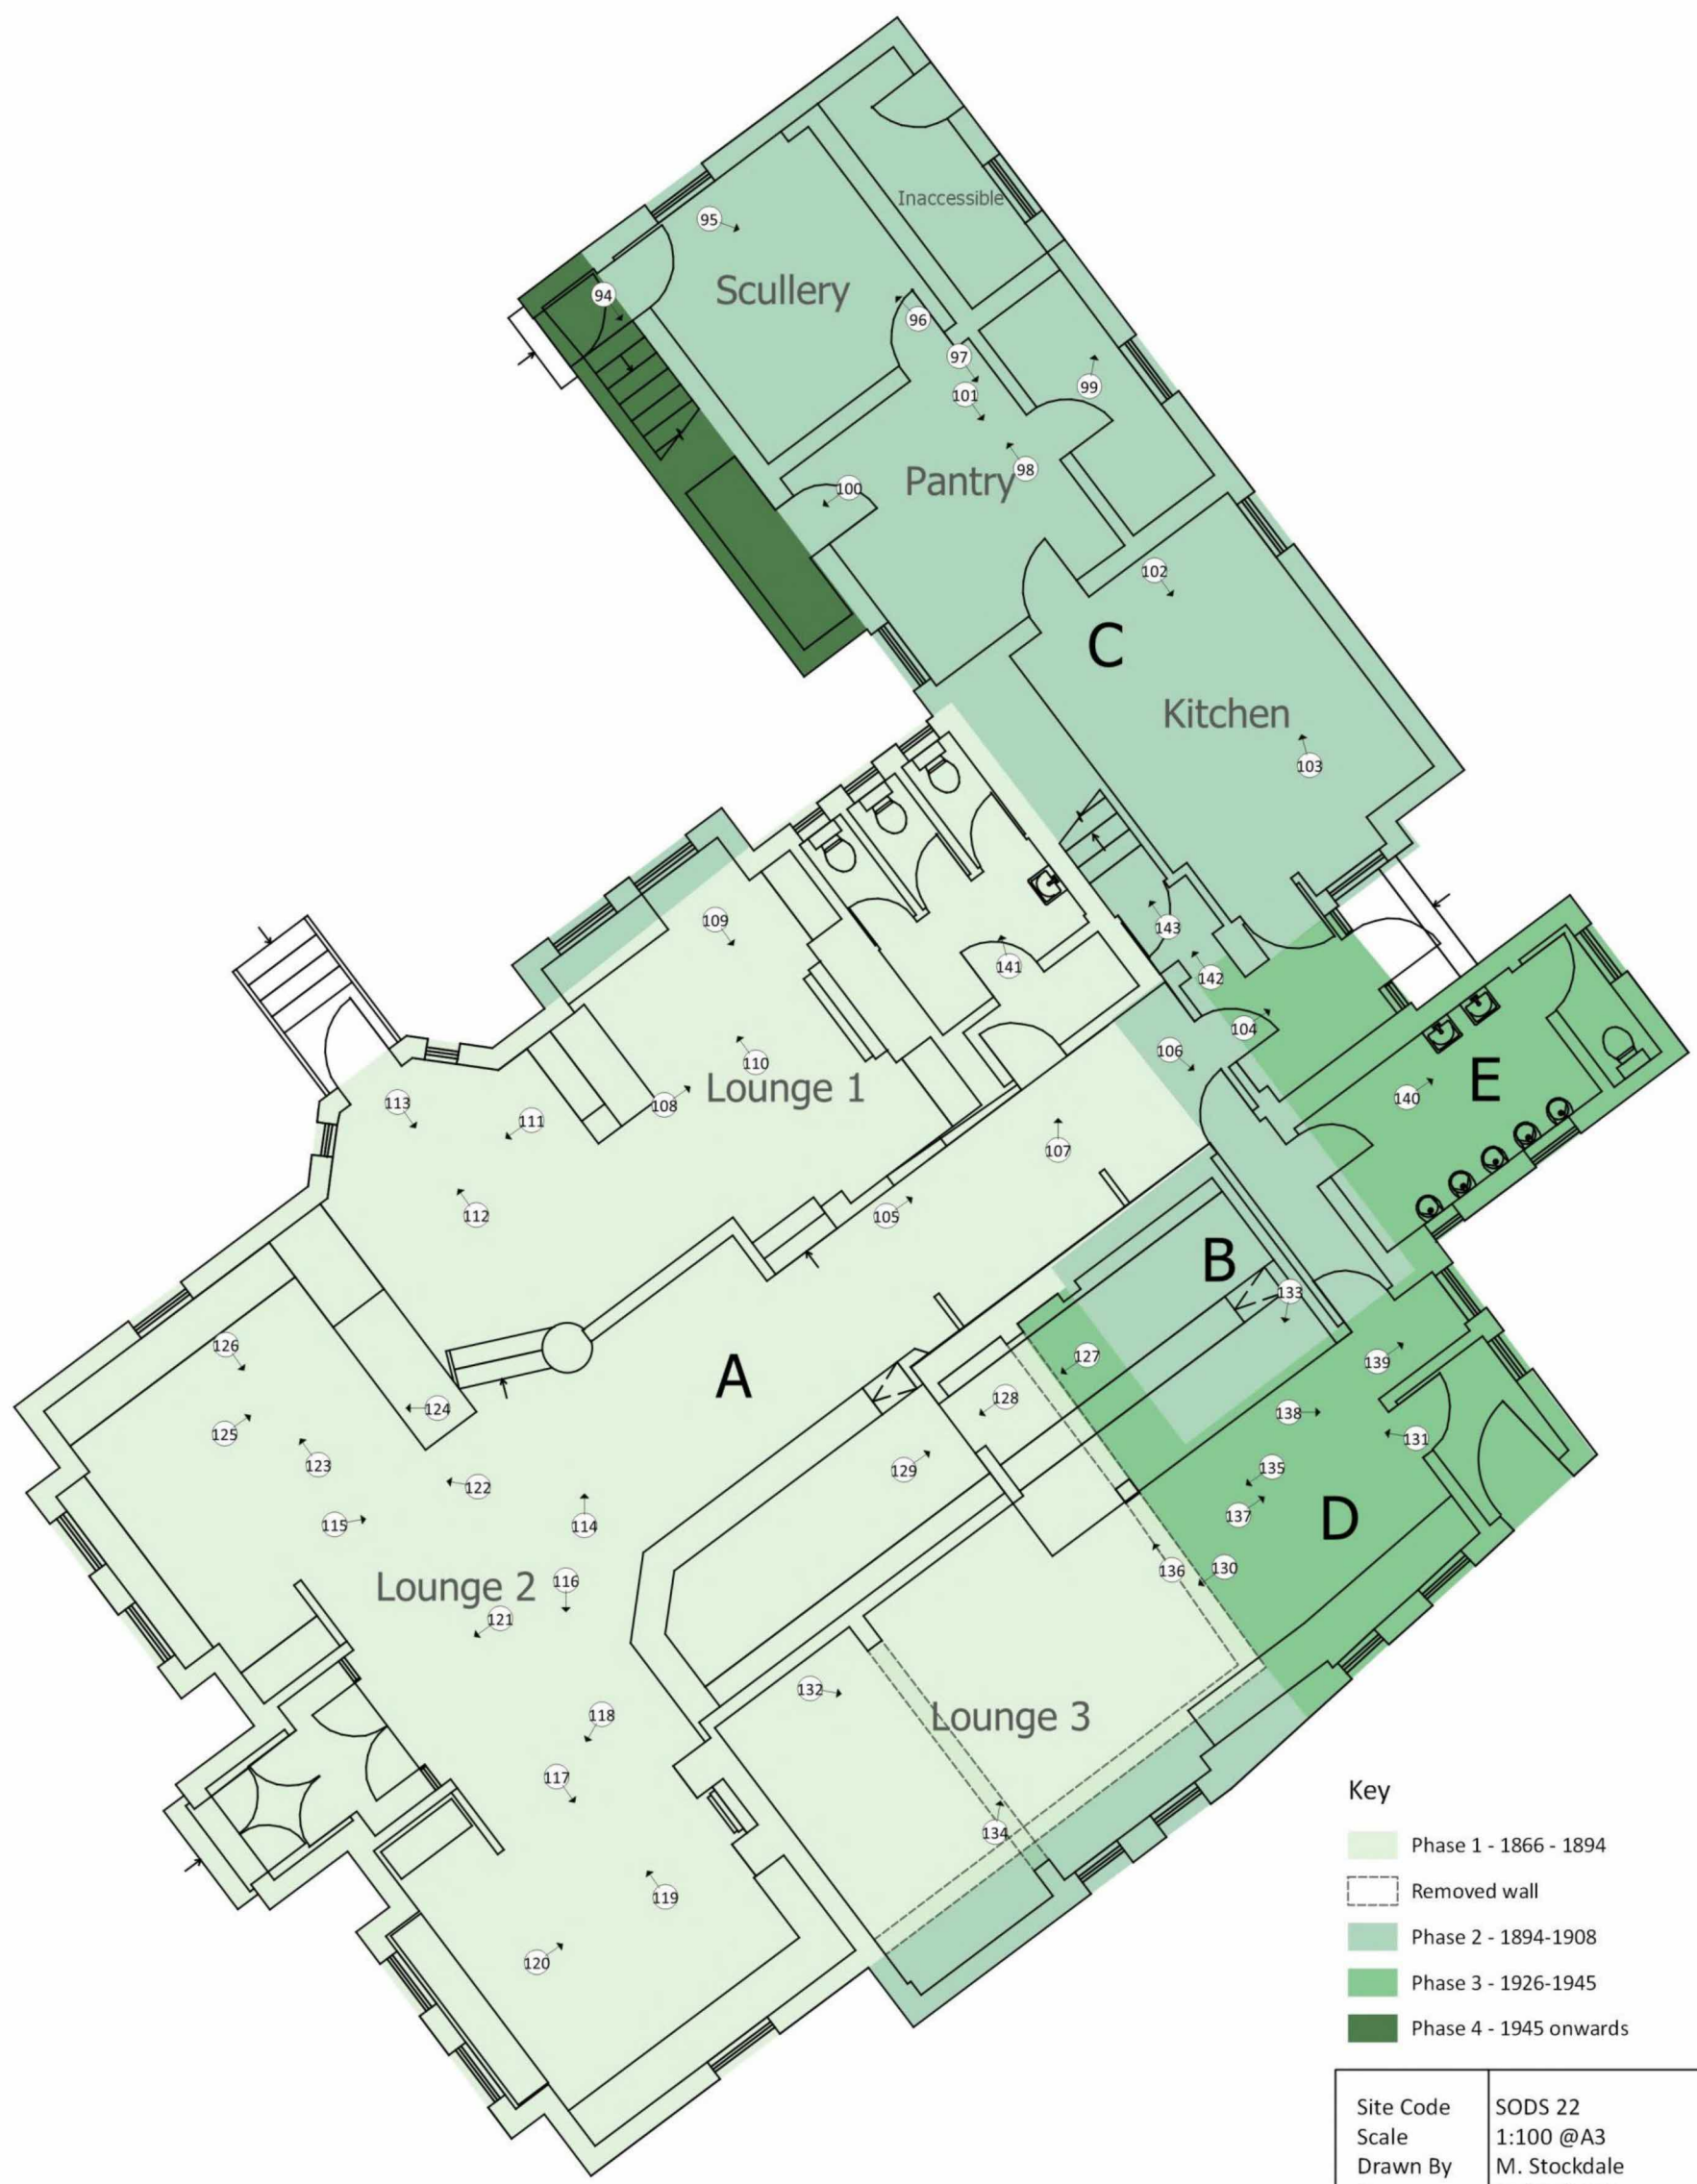 Inaccessible
95
Scullery
94
96
97
99
101
98
Pantry
100
102
C
Kitchen
103
109
143
141
142
104
110
106
Lounge 1
E
140
113
108
111
107
112
105
B
133
126
127
139
A
128
124
138
125
131
123
129
135
122
137
115
114
D
130
136
Lounge 2
116
121
132
118
Lounge 3
117
134
119
120
Key
Phase 1 - 1866 - 1894
Removed wall
Phase 2 - 1894-1908
Phase 3 - 1926-1945
Phase 4 - 1945 onwards
Site Code SODS 22
Scale 1:100 @A3
Drawn By M. Stockdale